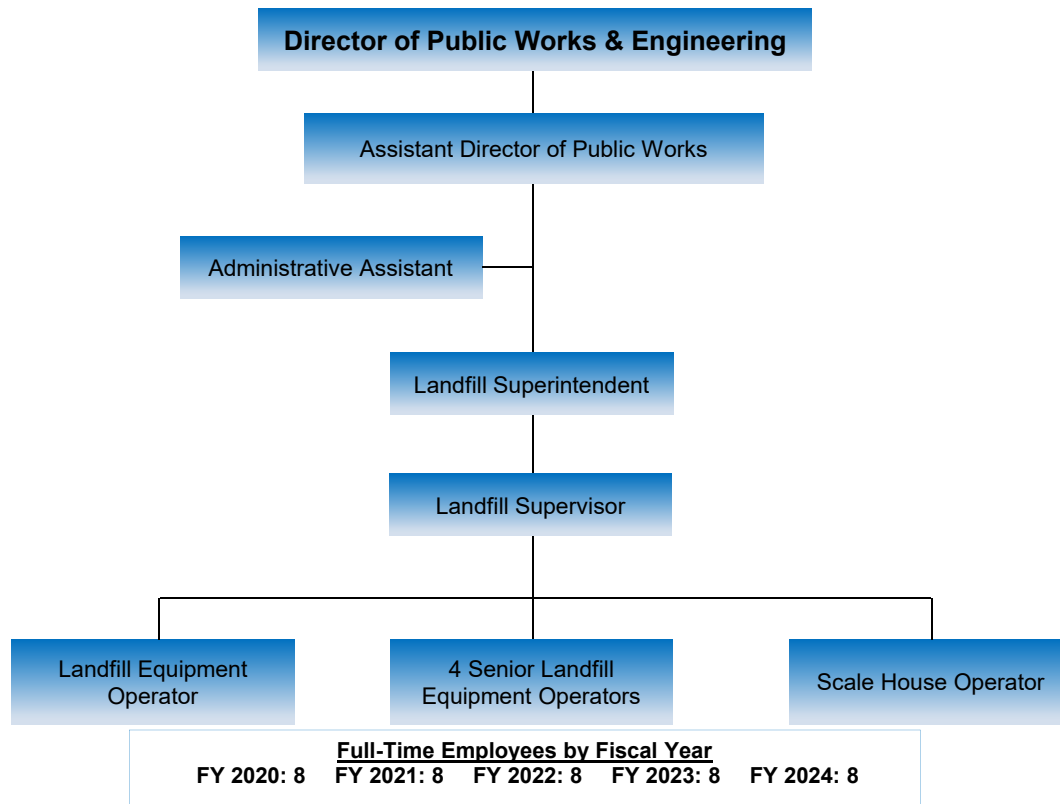 Director of Public Works & Engineering
Assistant Director of Public Works
Administrative Assistant
Landfill Superintendent
Landfill Supervisor
Landfill Equipment
Operator
4 Senior Landfill
Equipment Operators
Scale House Operator
Full-Time Employees by Fiscal Year
FY 2020: 8 FY 2021: 8 FY 2022: 8 FY 2023: 8 FY 2024: 8